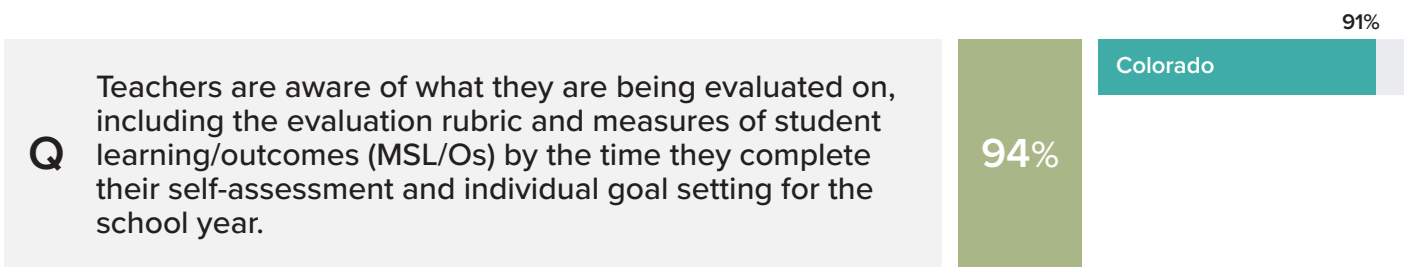 91%
Colorado
Q
Teachers are aware of what they are being evaluated on,
including the evaluation rubric and measures of student
learning/outcomes (MSL/Os) by the time they complete
their self-assessment and individual goal setting for the
school year.
94%